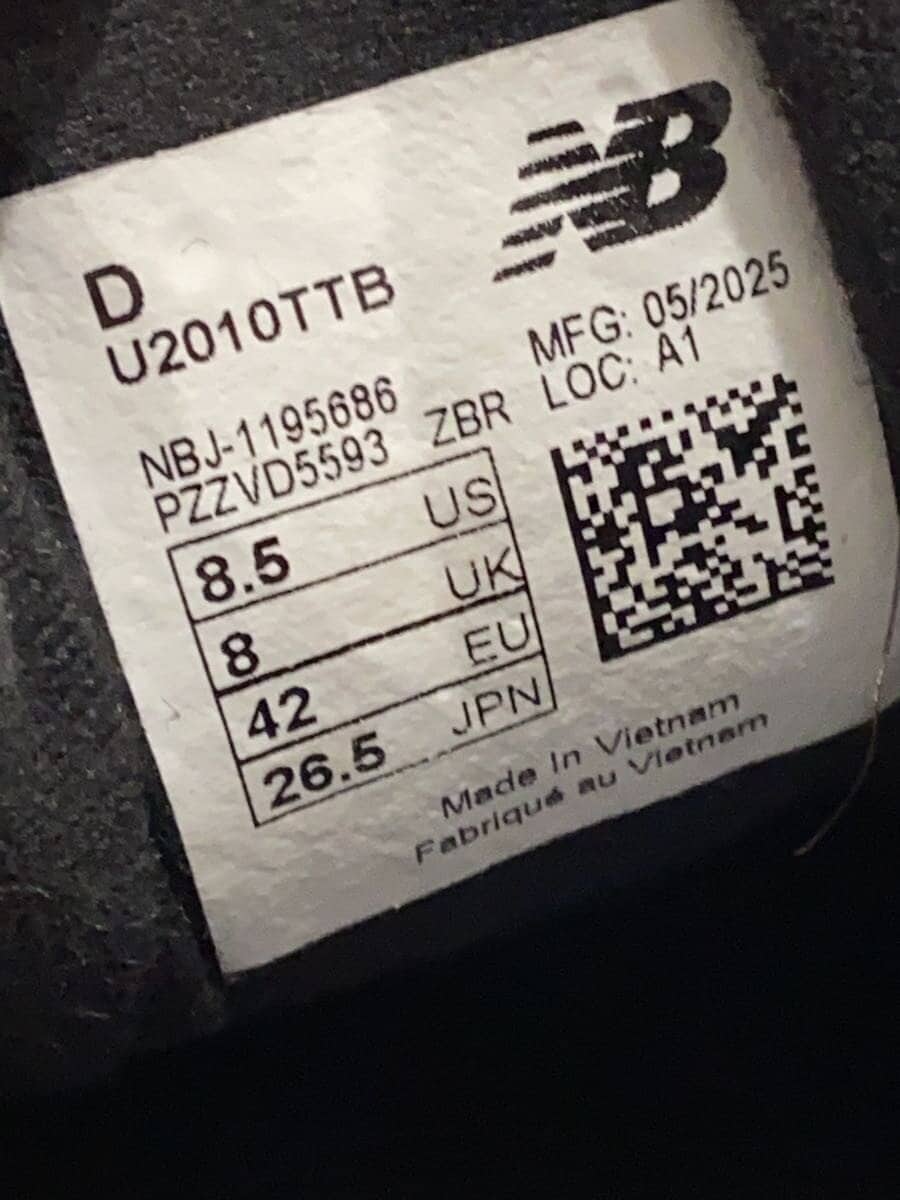 NB
D
U2010TTB
MFG: 05/2025
LOC: A1
NBJ-1195686
PZZVD5593 ZBR
8.5 US
8 UK
42 EU
26.5 JPN
Made In Vietnam
Fabriqué au Vietnam